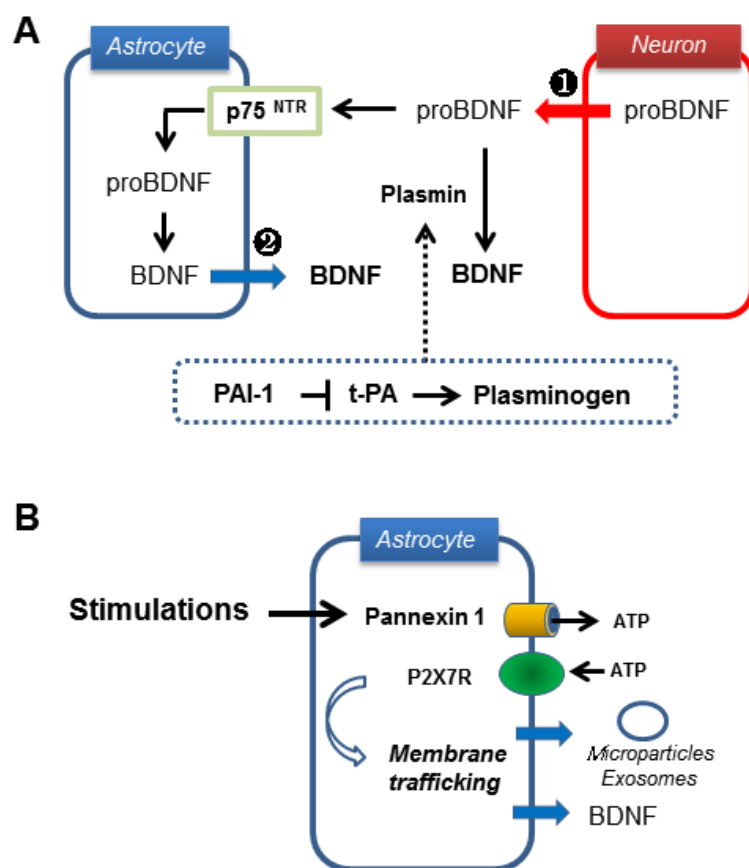 A
Astrocyte
Neuron
❶
p75 NTR
proBDNF
proBDNF
proBDNF
Plasmin
❷
BDNF
BDNF
BDNF
PAI-1
t-PA
Plasminogen
B
Astrocyte
Stimulations
Pannexin 1
ATP
P2X7R
ATP
Membrane
trafficking
Microparticles
Exosomes
BDNF